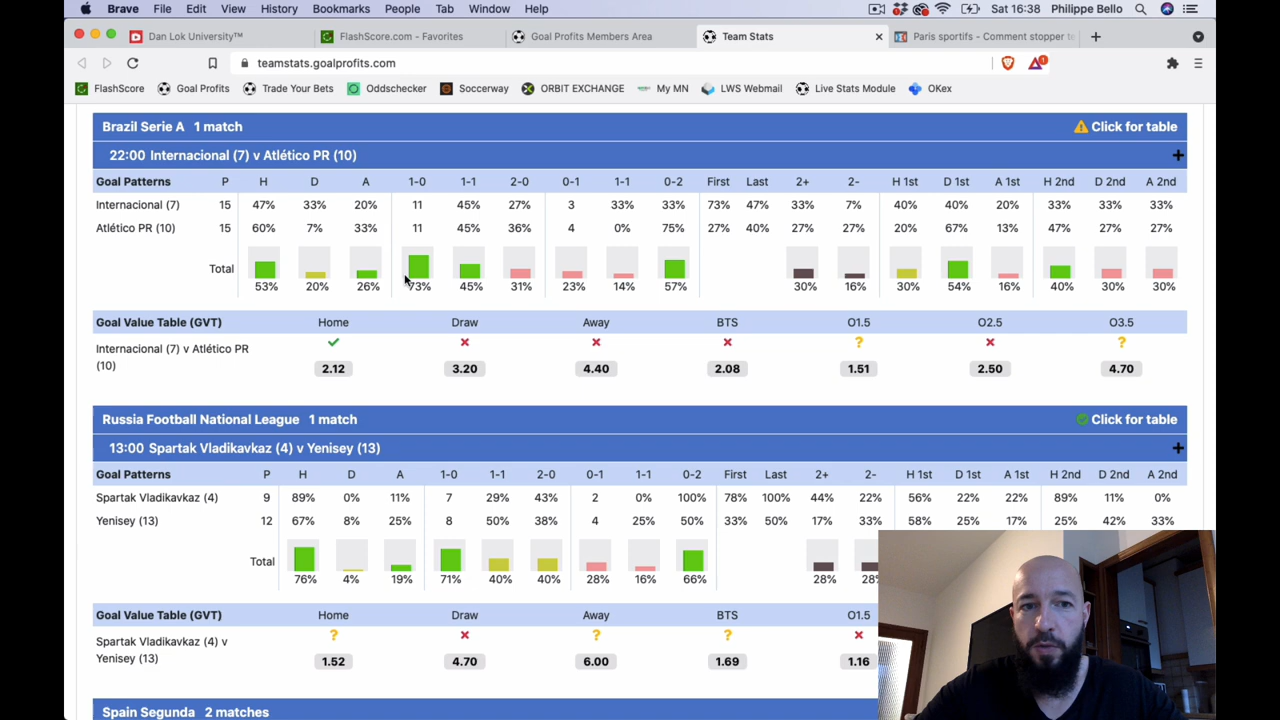 Brave File Edit View History Bookmarks People Tab Window Help Sat 16:38 Philippe Bello
Dan Lok University™ FlashScore.com - Favorites Goal Profits Members Area Team Stats Paris sportifs - Comment stopper te
teamstats.goalprofits.com
FlashScore Goal Profits Trade Your Bets Oddschecker Soccerway ORBIT EXCHANGE My MN LWS Webmail Live Stats Module OKex
Brazil Serie A 1 match Click for table
22:00 Internacional (7) v Atlético PR (10) +
Goal Patterns P H D A 1-0 1-1 2-0 0-1 1-1 0-2 First Last 2+ 2- H 1st D 1st A 1st H 2nd D 2nd A 2nd
Internacional (7) 15 47% 33% 20% 11 45% 27% 3 33% 33% 73% 47% 33% 7% 40% 40% 20% 33% 33% 33%
Atlético PR (10) 15 60% 7% 33% 11 45% 36% 4 0% 75% 27% 40% 27% 27% 20% 67% 13% 47% 27% 27%
Total
53% 20% 26% 73% 45% 31% 23% 14% 57% 30% 16% 30% 54% 16% 40% 30% 30%
Goal Value Table (GVT) Home Draw Away BTS O1.5 O2.5 O3.5
Internacional (7) v Atlético PR ? ?
(10) 2.12 3.20 4.40 2.08 1.51 2.50 4.70
Russia Football National League 1 match Click for table
13:00 Spartak Vladikavkaz (4) v Yenisey (13) +
Goal Patterns P H D A 1-0 1-1 2-0 0-1 1-1 0-2 First Last 2+ 2- H 1st D 1st A 1st H 2nd D 2nd A 2nd
Spartak Vladikavkaz (4) 9 89% 0% 11% 7 29% 43% 2 0% 100% 78% 100% 44% 22% 56% 22% 22% 89% 11% 0%
Yenisey (13) 12 67% 8% 25% 8 50% 38% 4 25% 50% 33% 50% 17% 33% 58% 25% 17% 25% 42% 33%
Total
76% 4% 19% 71% 40% 40% 28% 16% 66% 28% 28%
Goal Value Table (GVT) Home Draw Away BTS O1.5
Spartak Vladikavkaz (4) v ? ? ?
Yenisey (13) 1.52 4.70 6.00 1.69 1.16
Spain Segunda 2 matches